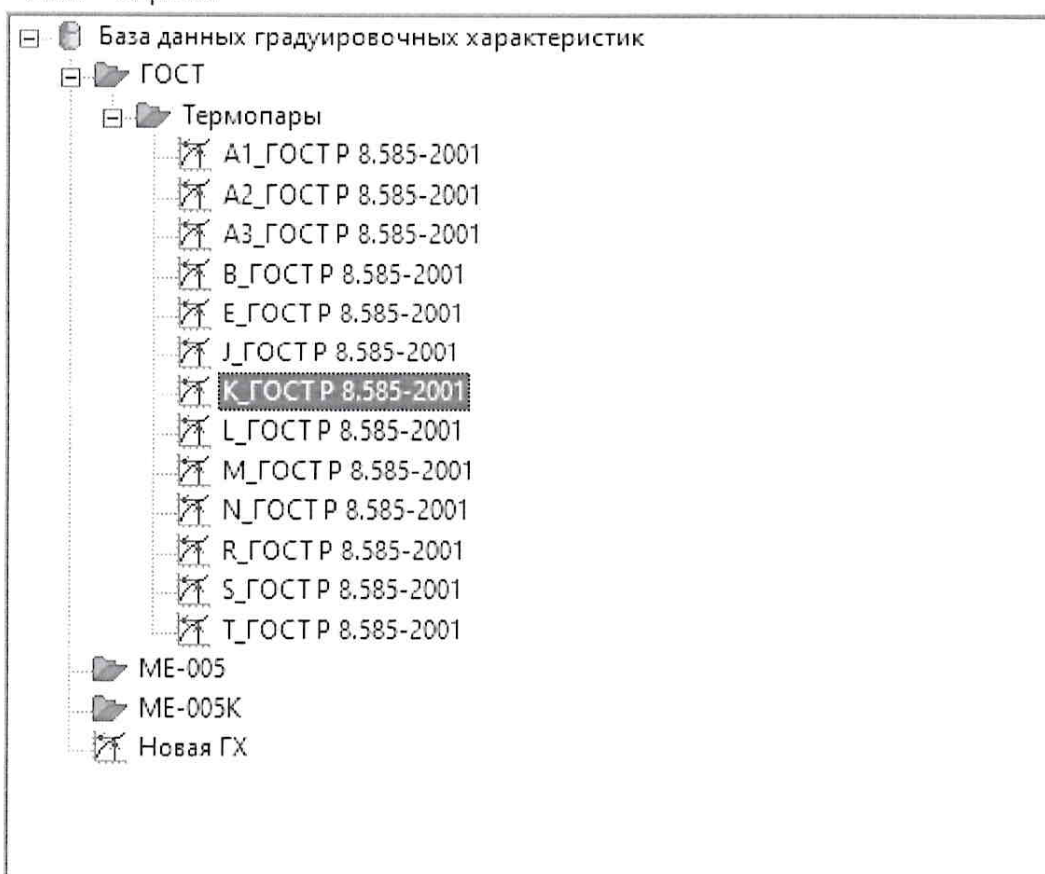 База данных градуировочных характеристик
ГОСТ
Термопары
A1_ГОСТ Р 8.585-2001
A2_ГОСТ Р 8.585-2001
A3_ГОСТ Р 8.585-2001
B_ГОСТ Р 8.585-2001
E_ГОСТ Р 8.585-2001
J_ГОСТ Р 8.585-2001
K_ГОСТ Р 8.585-2001
L_ГОСТ Р 8.585-2001
M_ГОСТ Р 8.585-2001
N_ГОСТ Р 8.585-2001
R_ГОСТ Р 8.585-2001
S_ГОСТ Р 8.585-2001
T_ГОСТ Р 8.585-2001
ME-005
ME-005K
Новая ГХ